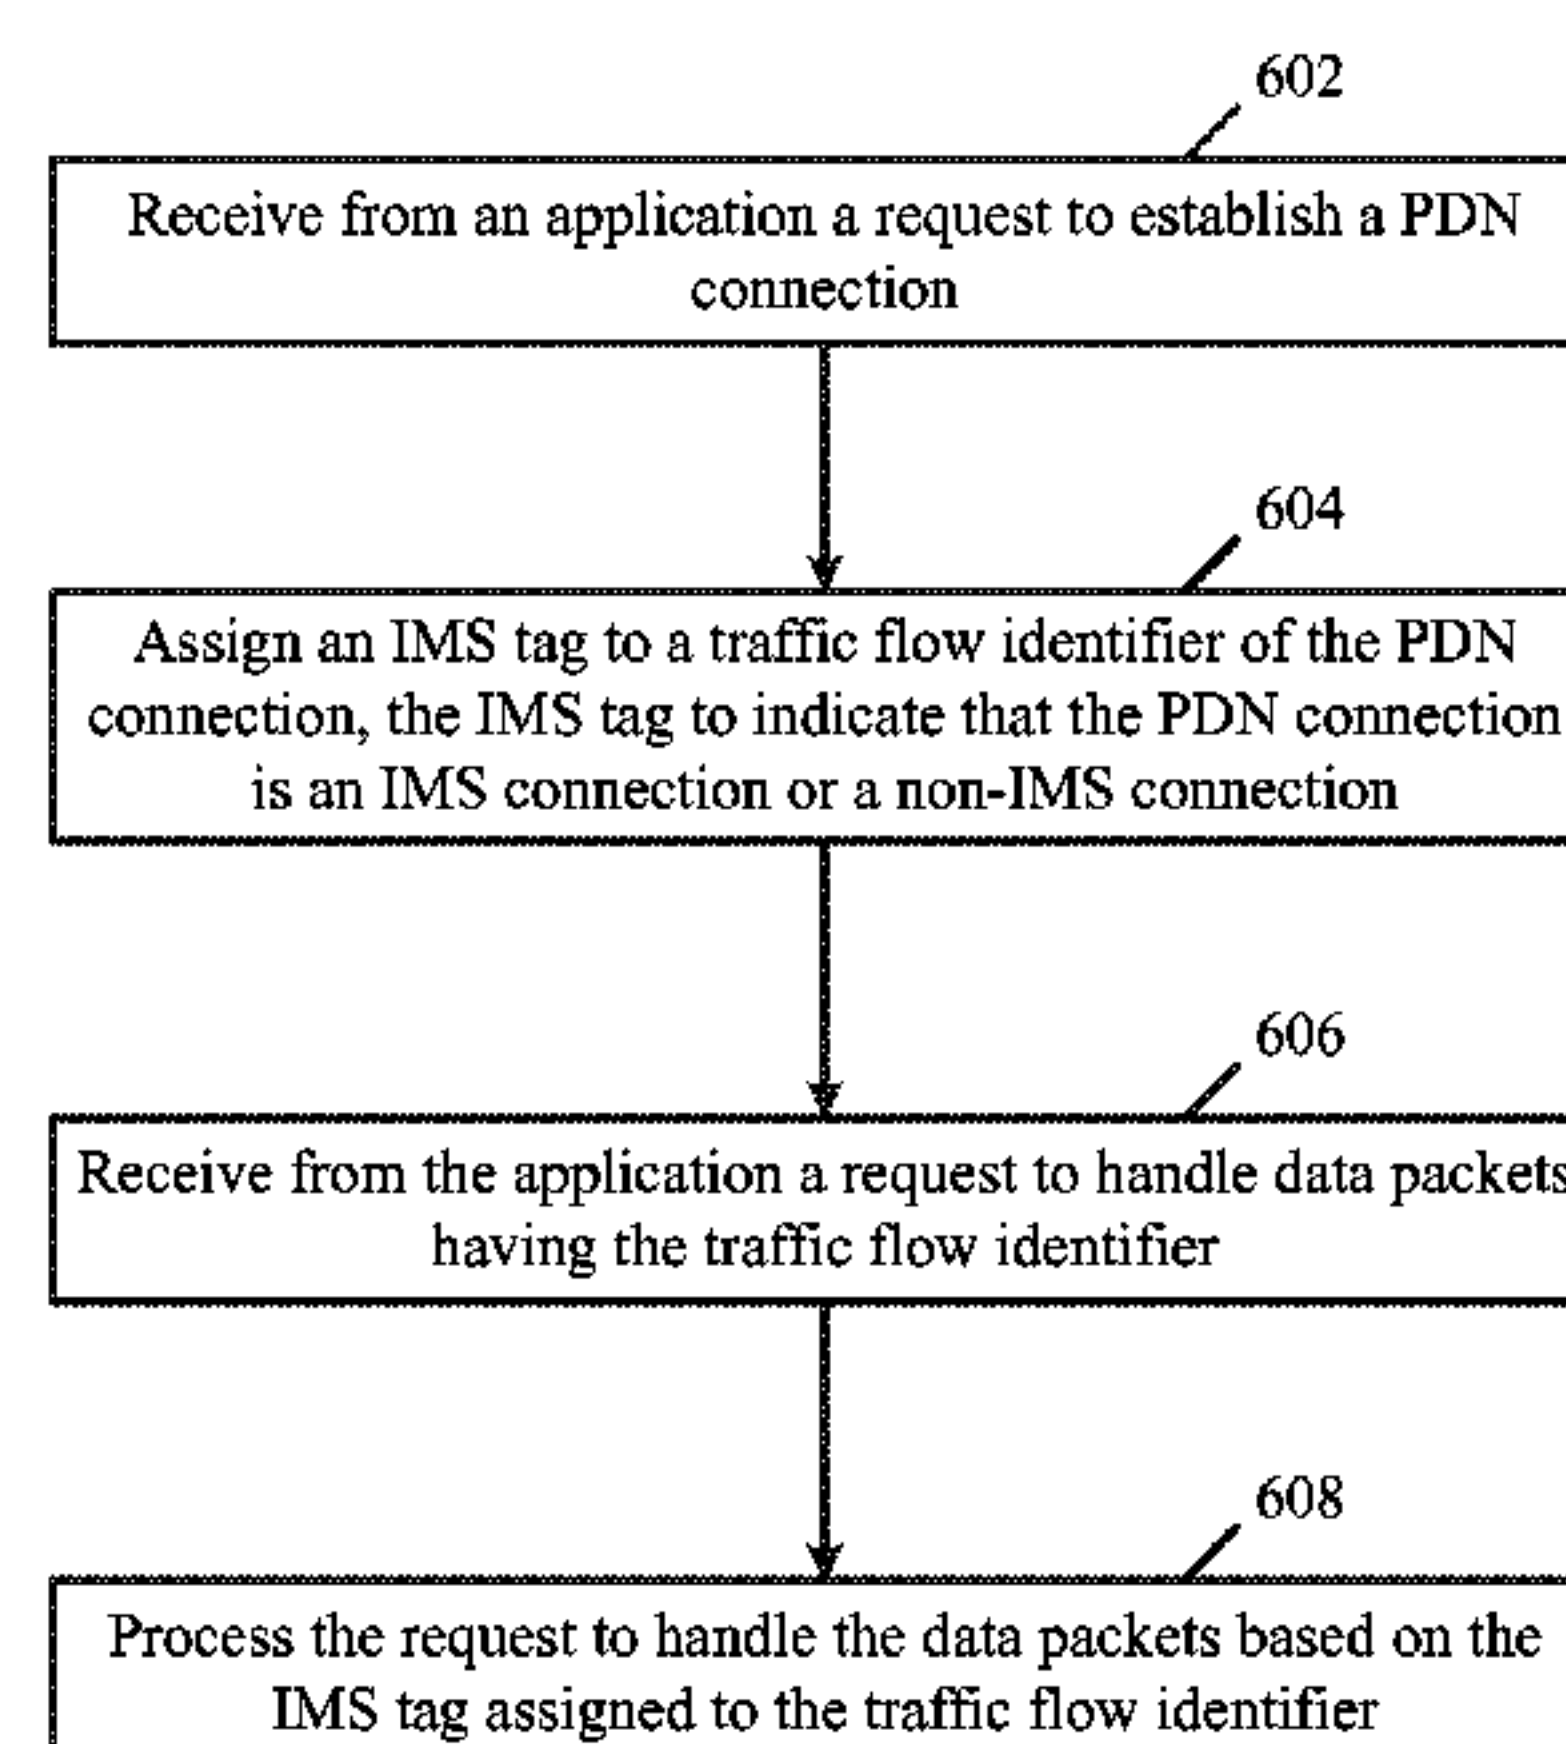 602
Receive from an application a request to establish a PDN
connection
604
Assign an IMS tag to a traffic flow identifier of the PDN
connection, the IMS tag to indicate that the PDN connection
is an IMS connection or a non-IMS connection
606
Receive from the application a request to handle data packets
having the traffic flow identifier
608
Process the request to handle the data packets based on the
IMS tag assigned to the traffic flow identifier